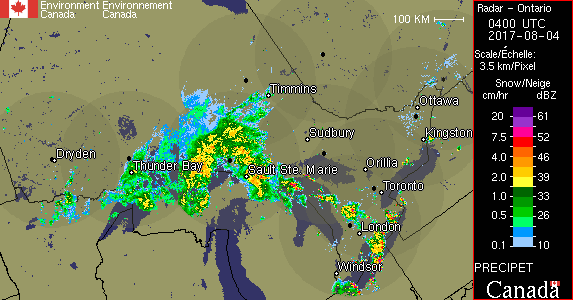 Environment Environnement
Canada Canada
100 KM
Radar - Ontario
0400 UTC
2017-08-04
Scale/Échelle:
3.5 km/Pixel
Snow/Neige
cm/hr dBZ
20 61
7.5 52
4.0 46
2.0 39
1.0 33
0.5 26
0.1 10
PRECIPET
Canada
Timmins
Ottawa
Sudbury
Kingston
Dryden
Thunder Bay
Sault Ste. Marie
Orillia
Toronto
London
Windsor